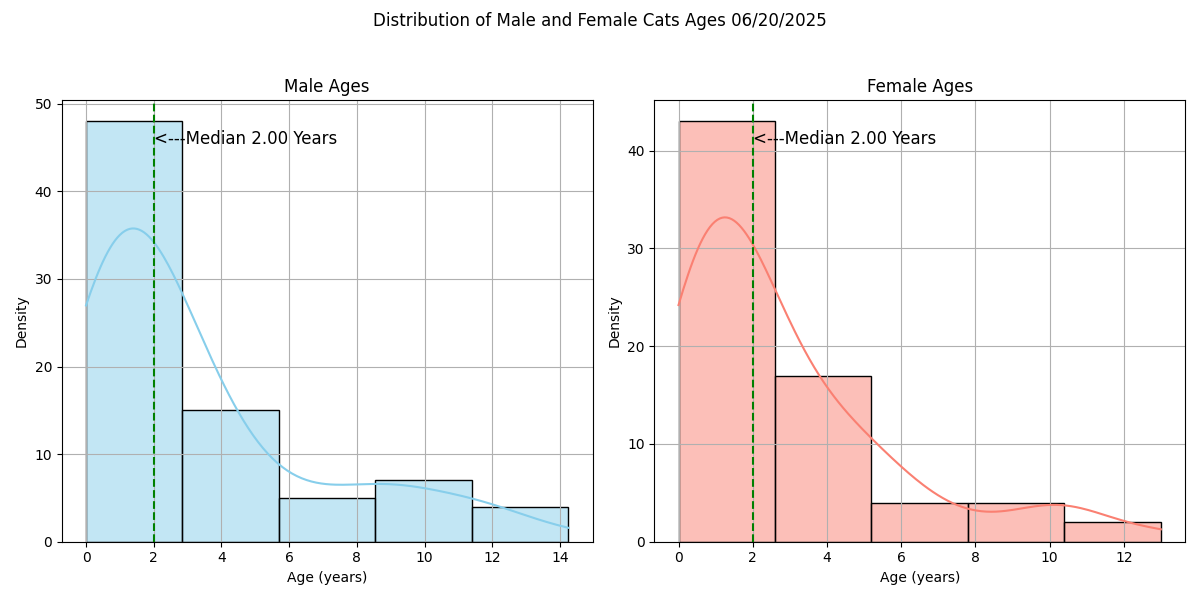 Distribution of Male and Female Cats Ages 06/20/2025
Male Ages
Density
50
40
30
20
10
0
<---Median 2.00 Years
0 2 4 6 8 10 12 14
Age (years)
Female Ages
Density
40
30
20
10
0
<---Median 2.00 Years
0 2 4 6 8 10 12
Age (years)